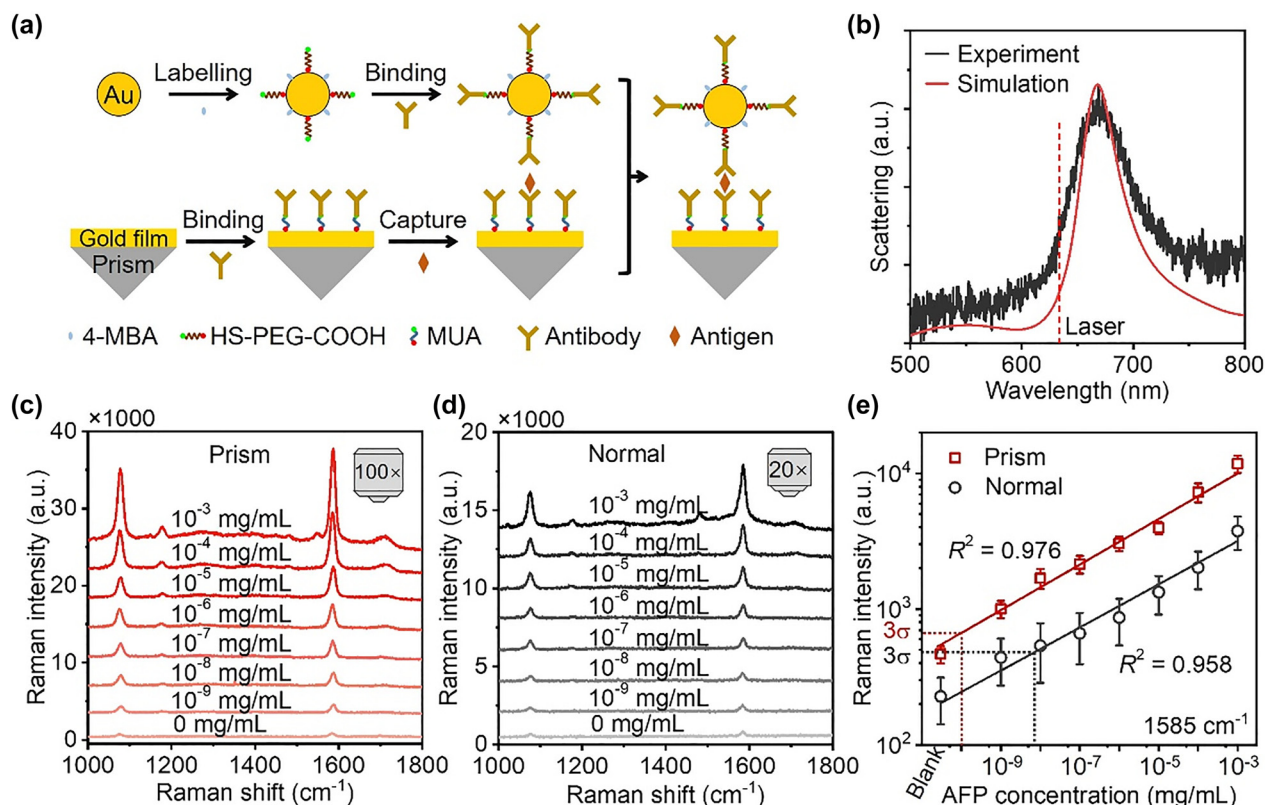 (a)
Au
Labelling
Binding
Gold film
Prism
Binding
Capture
4-MBA
HS-PEG-COOH
MUA
Antibody
Antigen
(b)
Experiment
Simulation
Scattering (a.u.)
Laser
500
600
700
800
Wavelength (nm)
(c)
×1000
40
30
20
10
0
Raman intensity (a.u.)
Prism
100×
10⁻³ mg/mL
10⁻⁴ mg/mL
10⁻⁵ mg/mL
10⁻⁶ mg/mL
10⁻⁷ mg/mL
10⁻⁸ mg/mL
10⁻⁹ mg/mL
0 mg/mL
1000 1200 1400 1600 1800
Raman shift (cm⁻¹)
(d)
×1000
20
15
10
5
0
Raman intensity (a.u.)
Normal
20×
10⁻³ mg/mL
10⁻⁴ mg/mL
10⁻⁵ mg/mL
10⁻⁶ mg/mL
10⁻⁷ mg/mL
10⁻⁸ mg/mL
10⁻⁹ mg/mL
0 mg/mL
1000 1200 1400 1600 1800
Raman shift (cm⁻¹)
(e)
Prism
Normal
10⁴
10³
10²
Raman intensity (a.u.)
R² = 0.976
3σ
3σ
R² = 0.958
1585 cm⁻¹
Blank
10⁻⁹ 10⁻⁷ 10⁻⁵ 10⁻³
AFP concentration (mg/mL)